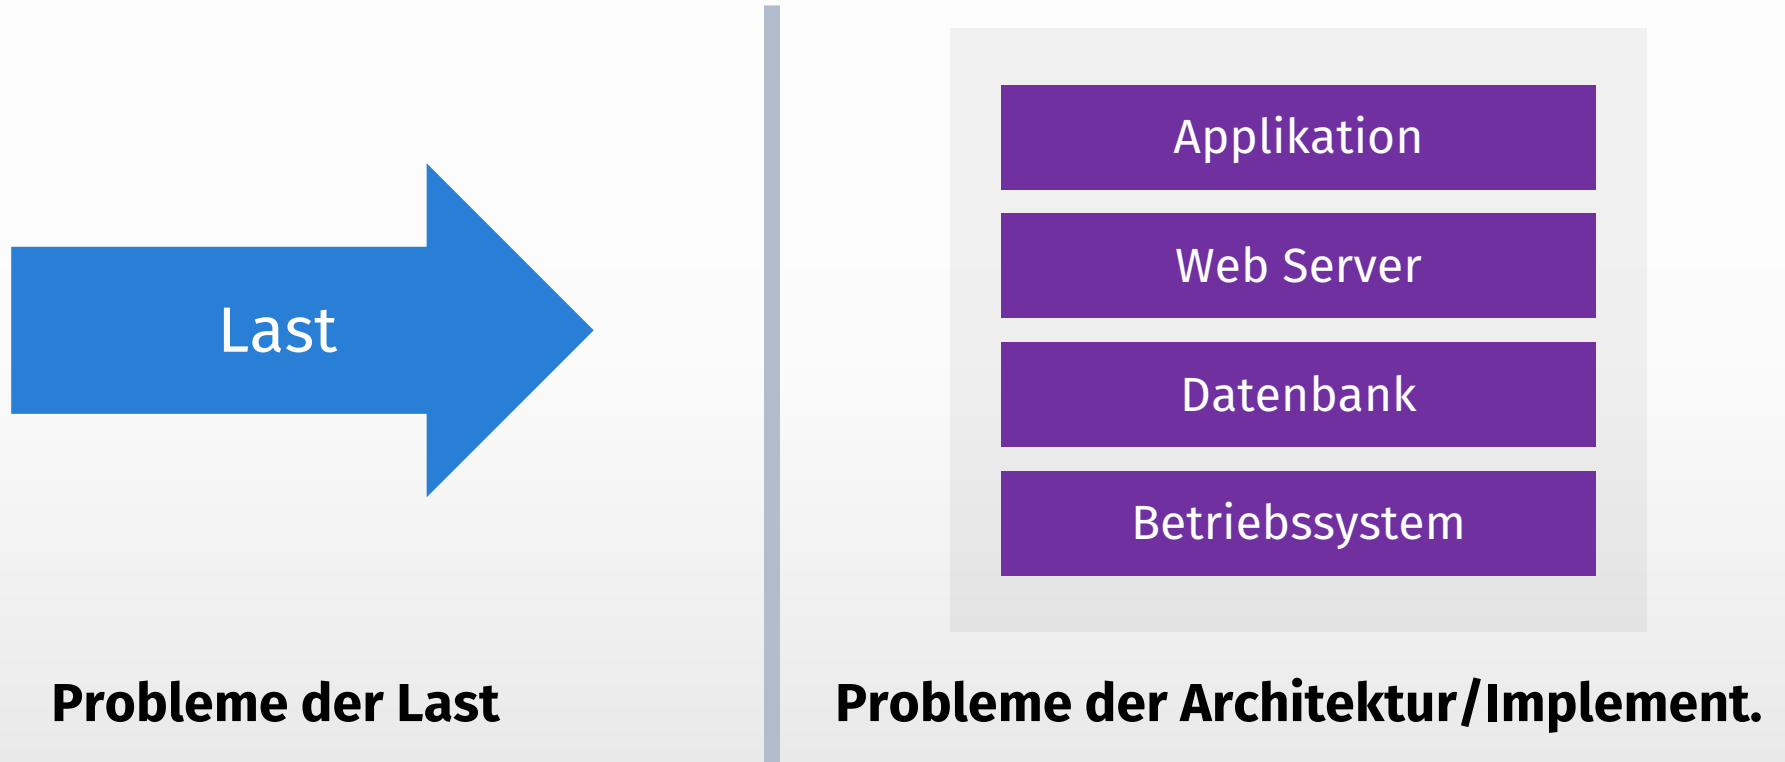 Last
Probleme der Last
Applikation
Web Server
Datenbank
Betriebssystem
Probleme der Architektur/Implement.